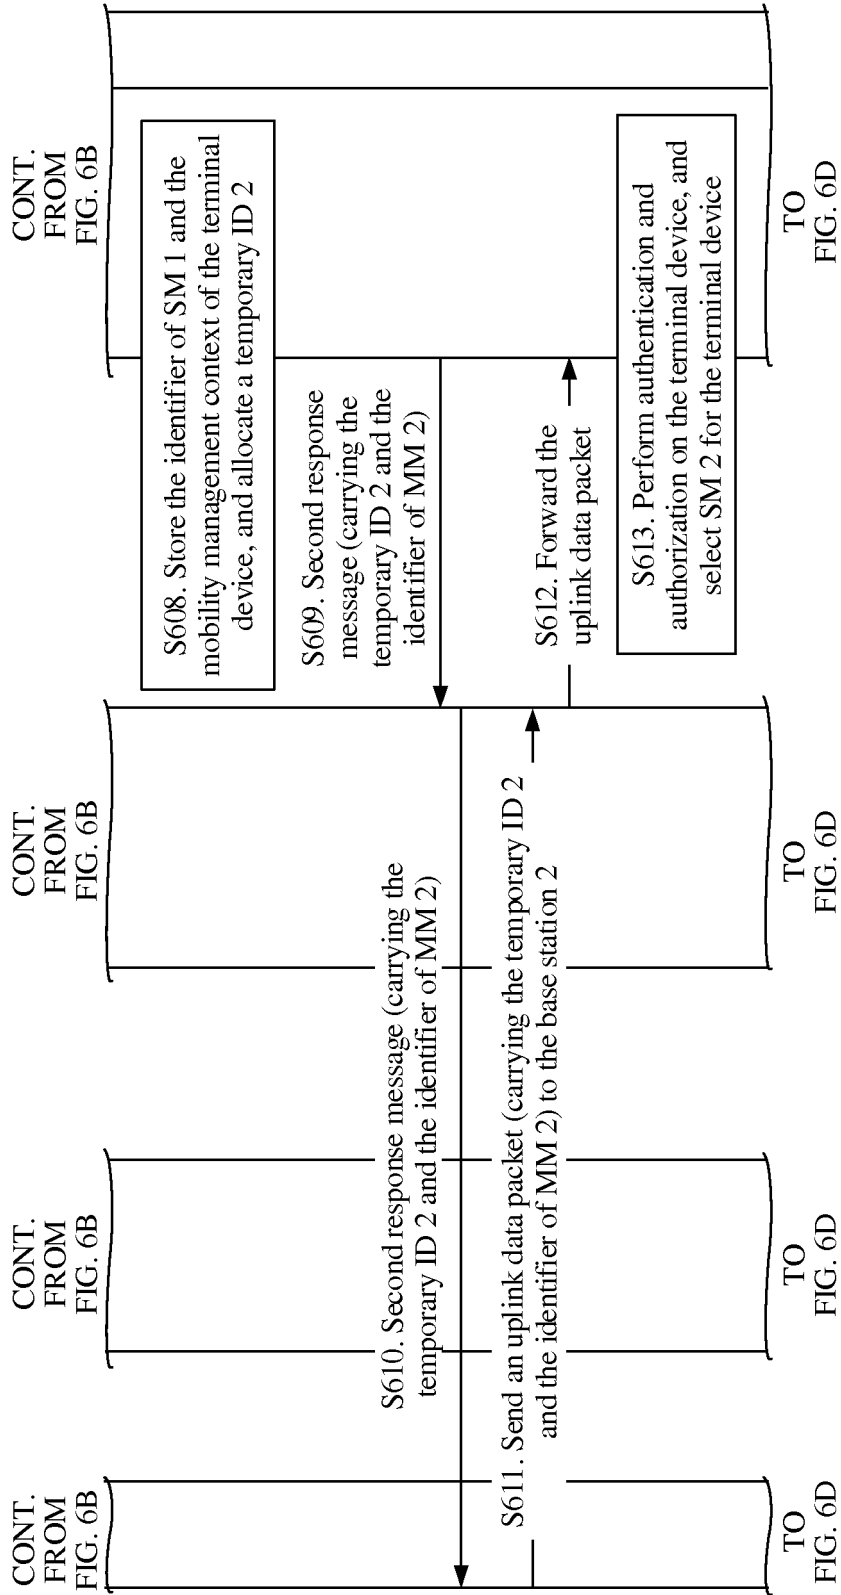 CONT.
FROM
FIG. 6B
CONT.
FROM
FIG. 6B
CONT.
FROM
FIG. 6B
CONT.
FROM
FIG. 6B
S608. Store the identifier of SM 1 and the
mobility management context of the terminal
device, and allocate a temporary ID 2
S609. Second response
message (carrying the
temporary ID 2 and the
identifier of MM 2)
S610. Second response message (carrying the
temporary ID 2 and the identifier of MM 2)
S611. Send an uplink data packet (carrying the temporary ID 2
and the identifier of MM 2) to the base station 2
S612. Forward the
uplink data packet
S613. Perform authentication and
authorization on the terminal device, and
select SM 2 for the terminal device
TO
FIG. 6D
TO
FIG. 6D
TO
FIG. 6D
TO
FIG. 6D